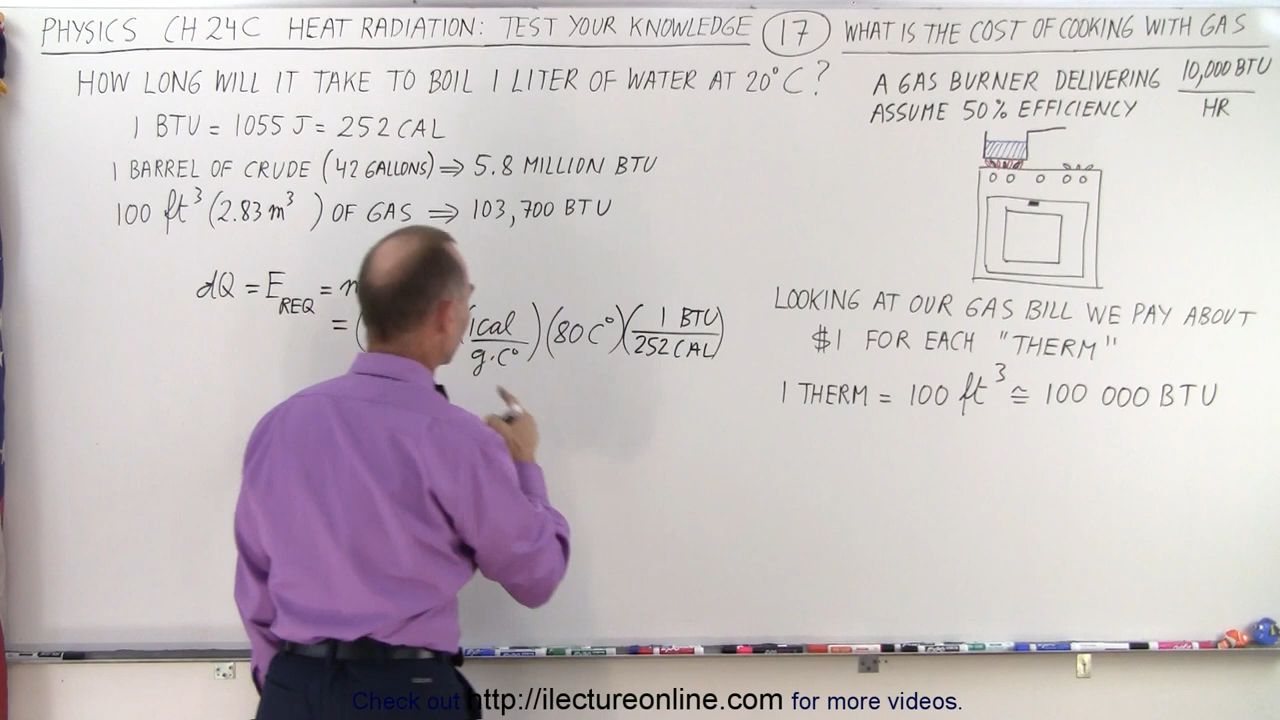 PHYSICS CH 24C HEAT RADIATION: TEST YOUR KNOWLEDGE 17 WHAT IS THE COST OF COOKING WITH GAS
HOW LONG WILL IT TAKE TO BOIL 1 LITER OF WATER AT 20°C?
1 BTU = 1055 J = 252 CAL
1 BARREL OF CRUDE (42 GALLONS) ⇒ 5.8 MILLION BTU
100 ft³ (2.83 m³ ) OF GAS ⇒ 103,700 BTU
dQ = E_REQ = m
= ( cal / g·C° ) (80 C°) ( 1 BTU / 252 CAL )
A GAS BURNER DELIVERING 10,000 BTU / HR
ASSUME 50% EFFICIENCY
LOOKING AT OUR GAS BILL WE PAY ABOUT
$1 FOR EACH "THERM"
1 THERM = 100 ft³ ≅ 100 000 BTU
Check out http://ilectureonline.com for more videos.